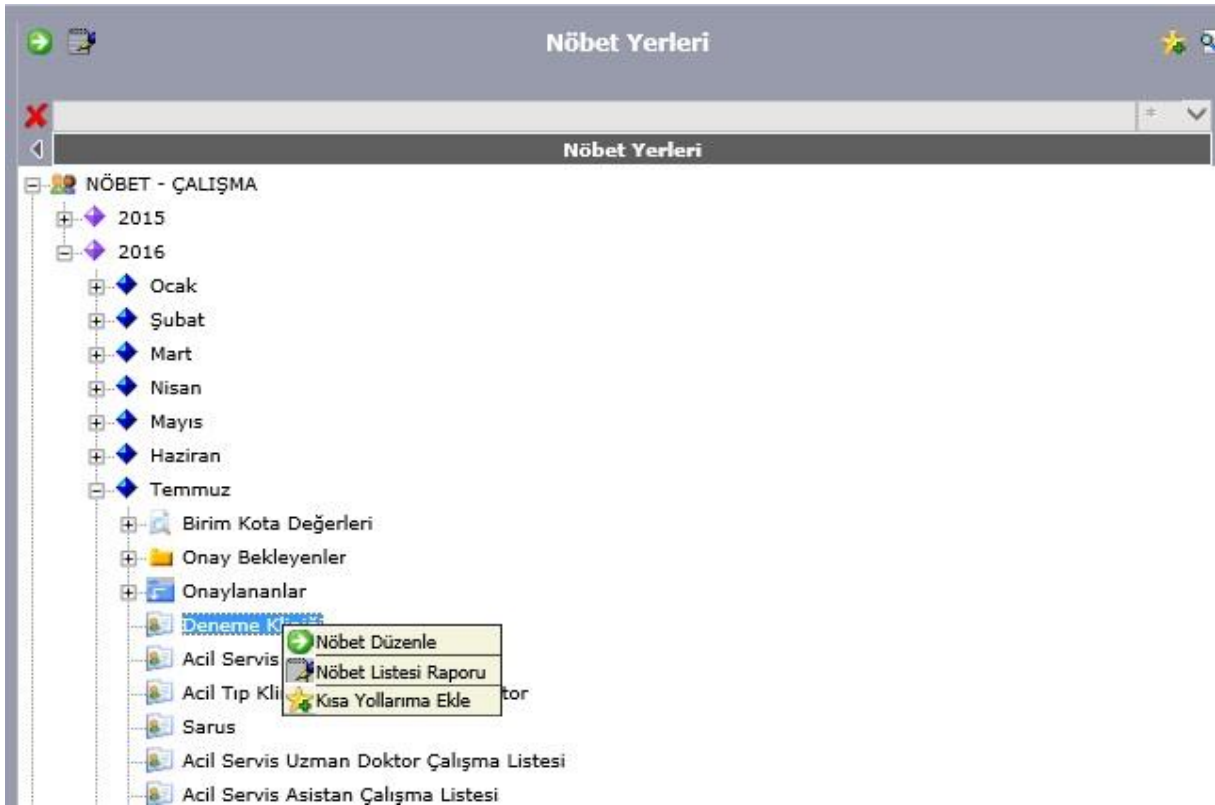 Nöbet Yerleri
*
Nöbet Yerleri
NÖBET - ÇALIŞMA
2015
2016
Ocak
Şubat
Mart
Nisan
Mayıs
Haziran
Temmuz
Birim Kota Değerleri
Onay Bekleyenler
Onaylananlar
Deneme
Nöbet Düzenle
Acil Servis
Nöbet Listesi Raporu
Acil Tıp
Kısa Yollarıma Ekle
Sarus
Acil Servis Uzman Doktor Çalışma Listesi
Acil Servis Asistan Çalışma Listesi